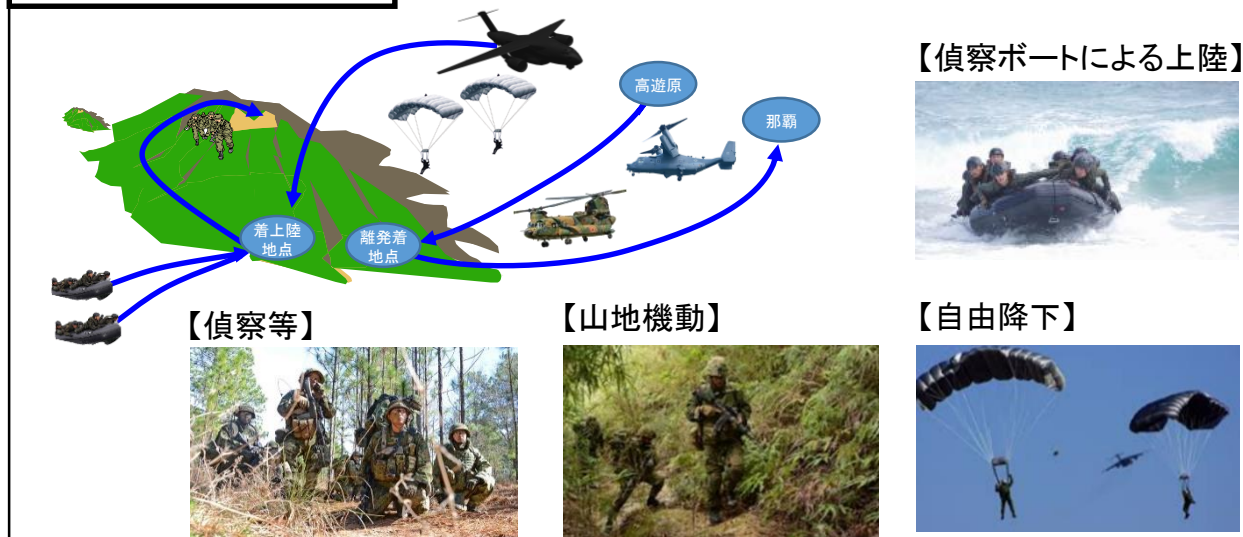 高遊原
那覇
着上陸
地点
離発着
地点
【偵察ボートによる上陸】
【偵察等】
【山地機動】
【自由降下】